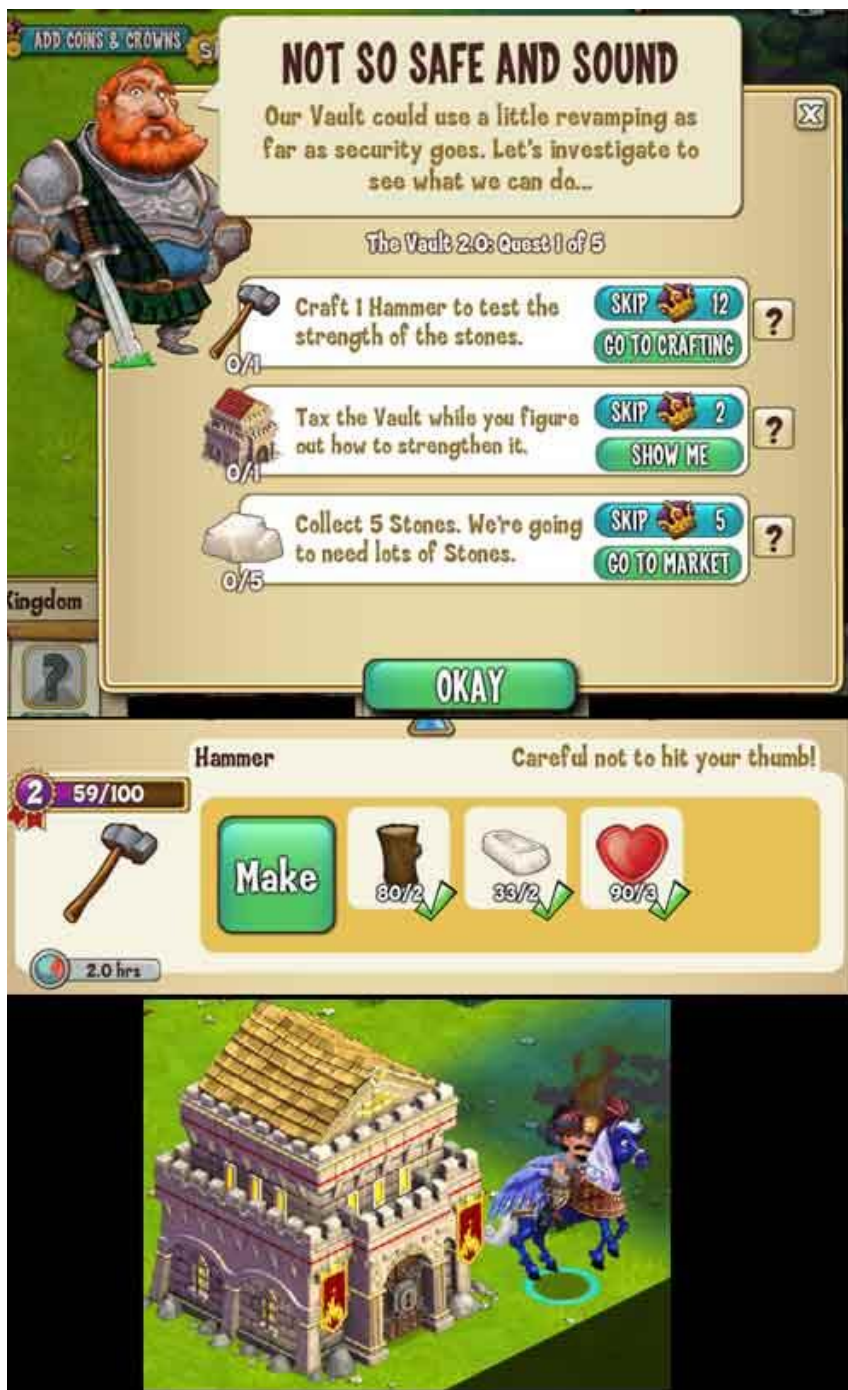 ADD COINS & CROWNS
NOT SO SAFE AND SOUND
Our Vault could use a little revamping as
far as security goes. Let's investigate to
see what we can do...
The Vault 2.0: Quest 1 of 5
Craft 1 Hammer to test the
strength of the stones.
0/1
SKIP 12
GO TO CRAFTING
?
Tax the Vault while you figure
out how to strengthen it.
0/1
SKIP 2
SHOW ME
?
Collect 5 Stones. We're going
to need lots of Stones.
0/5
SKIP 5
GO TO MARKET
?
X
Kingdom
?
OKAY
Hammer
Careful not to hit your thumb!
2 59/100
Make
80/2
33/2
90/3
2.0 hrs